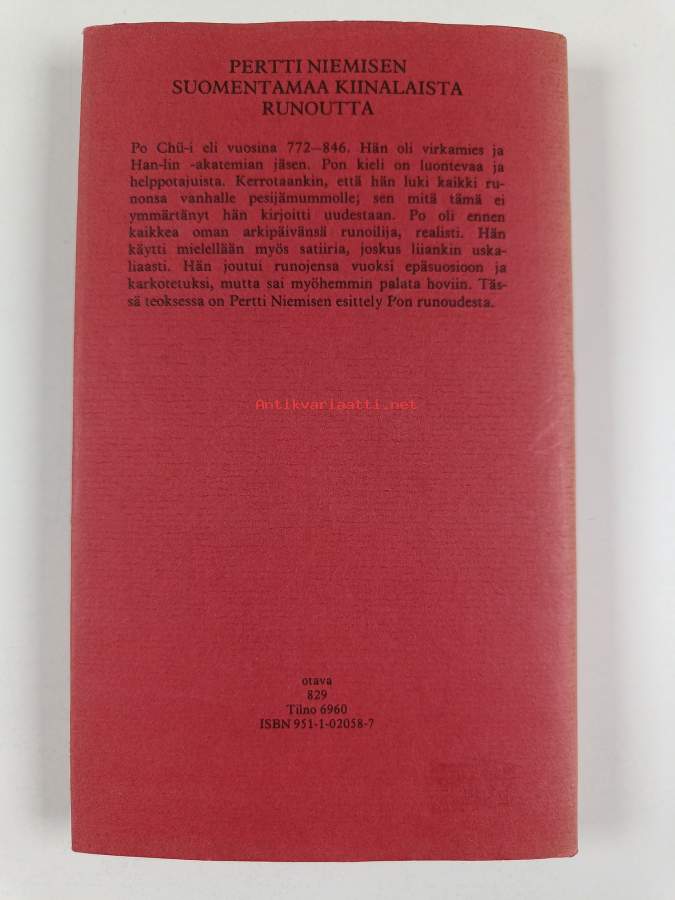 PERTTI NIEMISEN
SUOMENTAMAA KIINALAISTA
RUNOUTTA
Po Chü-i eli vuosina 772–846. Hän oli virkamies ja
Han-lin -akatemian jäsen. Pon kieli on luontevaa ja
helppotajuista. Kerrotaankin, että hän luki kaikki ru-
nonsa vanhalle pesijämummolle; sen mitä tämä ei
ymmärtänyt hän kirjoitti uudestaan. Po oli ennen
kaikkea oman arkipäivänsä runoilija, realisti. Hän
käytti mielellään myös satiiria, joskus liiankin uska-
liaasti. Hän joutui runojensa vuoksi epäsuosioon ja
karkotetuksi, mutta sai myöhemmin palata hoviin. Täs-
sä teoksessa on Pertti Niemisen esittely Pon runoudesta.
Antikvariaatti.net
otava
829
Tilno 6960
ISBN 951-1-02058-7